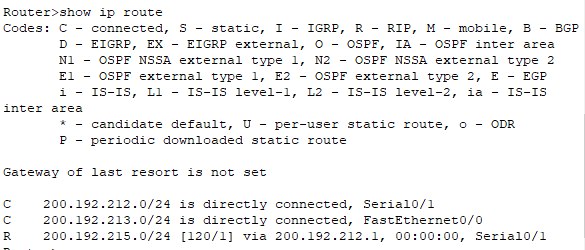 Router>show ip route
Codes: C - connected, S - static, I - IGRP, R - RIP, M - mobile, B - BGP
       D - EIGRP, EX - EIGRP external, O - OSPF, IA - OSPF inter area
       N1 - OSPF NSSA external type 1, N2 - OSPF NSSA external type 2
       E1 - OSPF external type 1, E2 - OSPF external type 2, E - EGP
       i - IS-IS, L1 - IS-IS level-1, L2 - IS-IS level-2, ia - IS-IS
inter area
       * - candidate default, U - per-user static route, o - ODR
       P - periodic downloaded static route

Gateway of last resort is not set

C    200.192.212.0/24 is directly connected, Serial0/1
C    200.192.213.0/24 is directly connected, FastEthernet0/0
R    200.192.215.0/24 [120/1] via 200.192.212.1, 00:00:00, Serial0/1